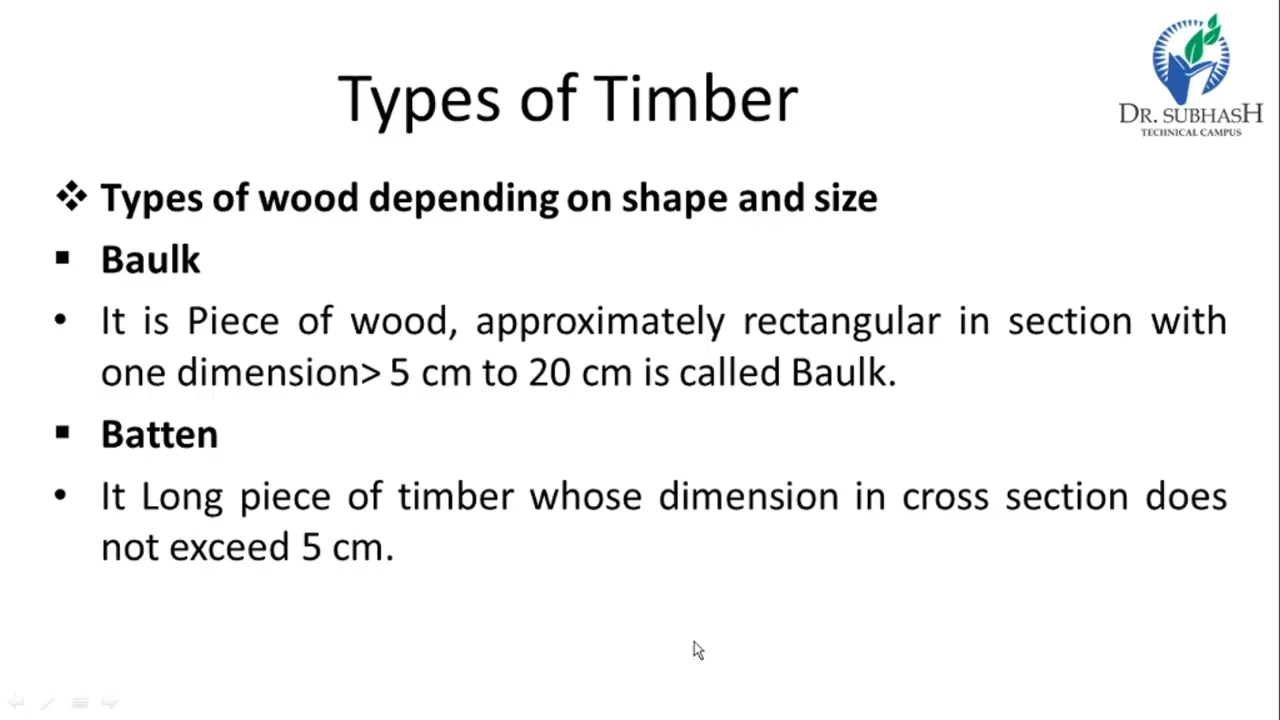 DR. SUBHASH
TECHNICAL CAMPUS
Types of Timber
❖ Types of wood depending on shape and size
▪ Baulk
• It is Piece of wood, approximately rectangular in section with
one dimension> 5 cm to 20 cm is called Baulk.
▪ Batten
• It Long piece of timber whose dimension in cross section does
not exceed 5 cm.